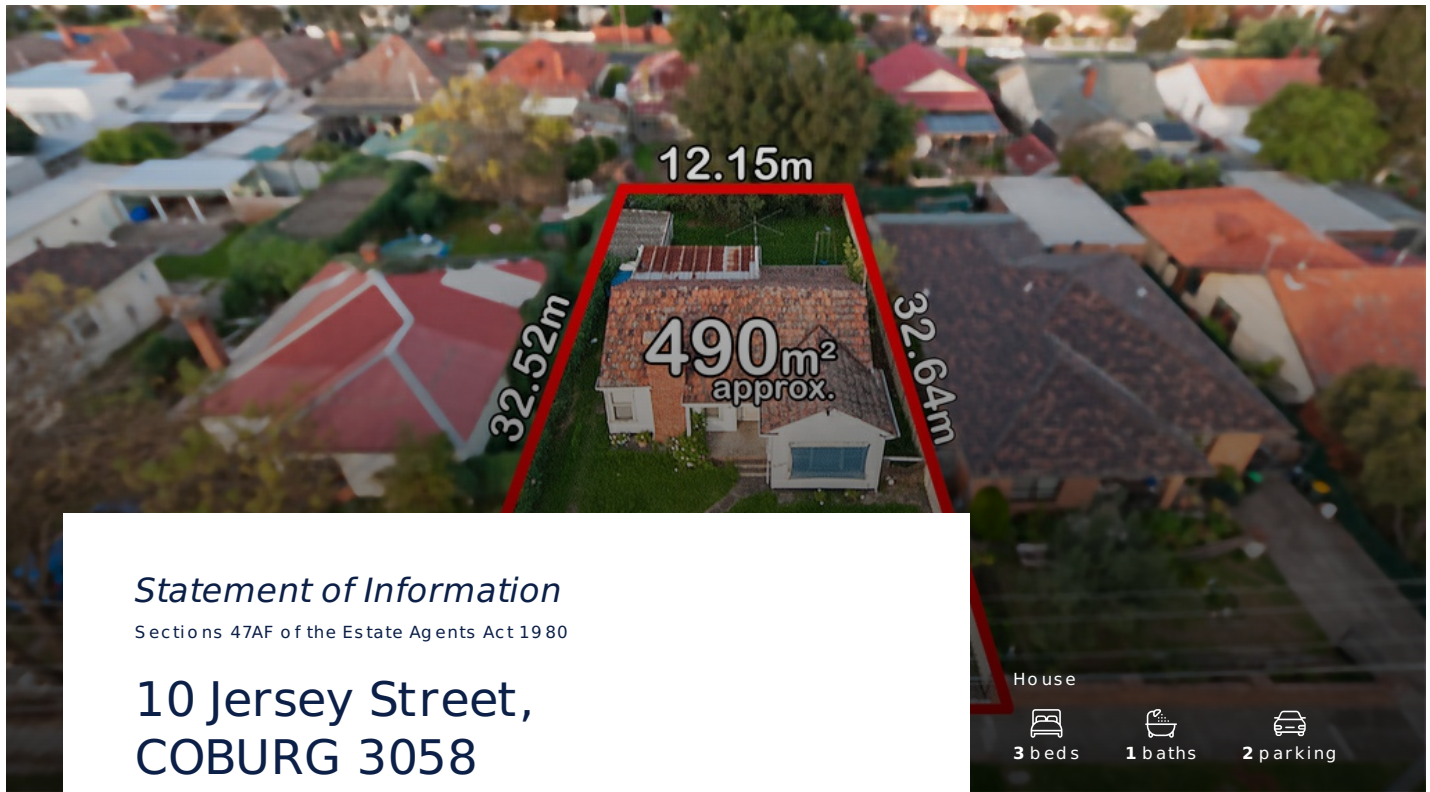 12.15m
32.52m
490m²
approx.
32.64m
Statement of Information
Sections 47AF of the Estate Agents Act 1980
10 Jersey Street,
COBURG 3058
House
3 beds
1 baths
2 parking